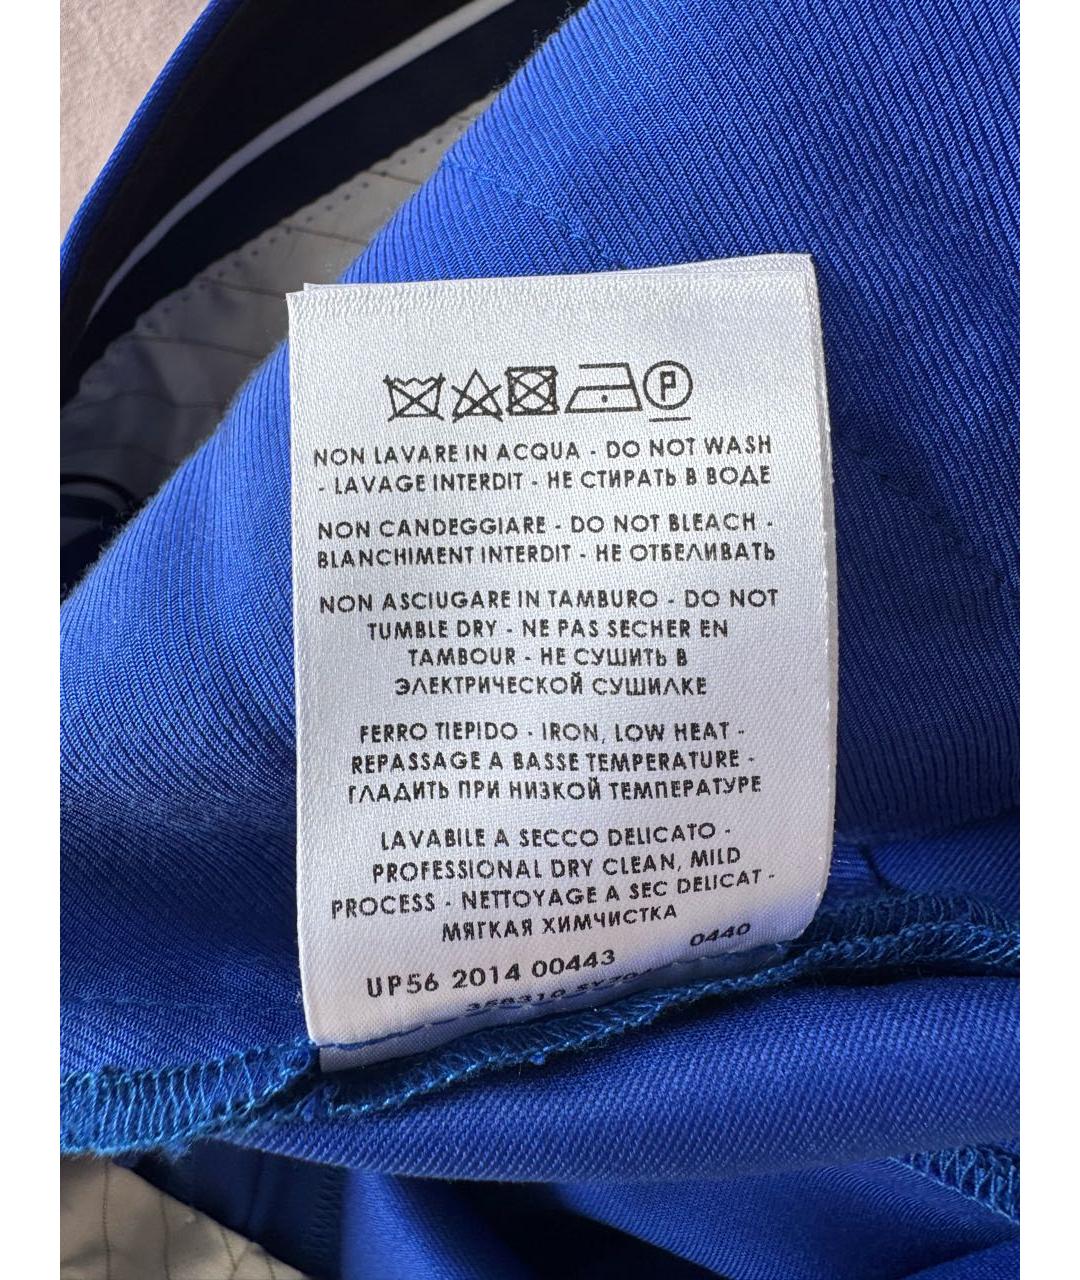 P
NON LAVARE IN ACQUA - DO NOT WASH
- LAVAGE INTERDIT - НЕ СТИРАТЬ В ВОДЕ
NON CANDEGGIARE - DO NOT BLEACH -
BLANCHIMENT INTERDIT - НЕ ОТБЕЛИВАТЬ
NON ASCIUGARE IN TAMBURO - DO NOT
TUMBLE DRY - NE PAS SECHER EN
TAMBOUR - НЕ СУШИТЬ В
ЭЛЕКТРИЧЕСКОЙ СУШИЛКЕ
FERRO TIEPIDO - IRON, LOW HEAT -
REPASSAGE A BASSE TEMPERATURE -
ГЛАДИТЬ ПРИ НИЗКОЙ ТЕМПЕРАТУРЕ
LAVABILE A SECCO DELICATO -
PROFESSIONAL DRY CLEAN, MILD
PROCESS - NETTOYAGE A SEC DELICAT -
МЯГКАЯ ХИМЧИСТКА
UP56 2014 00443 0440
358310